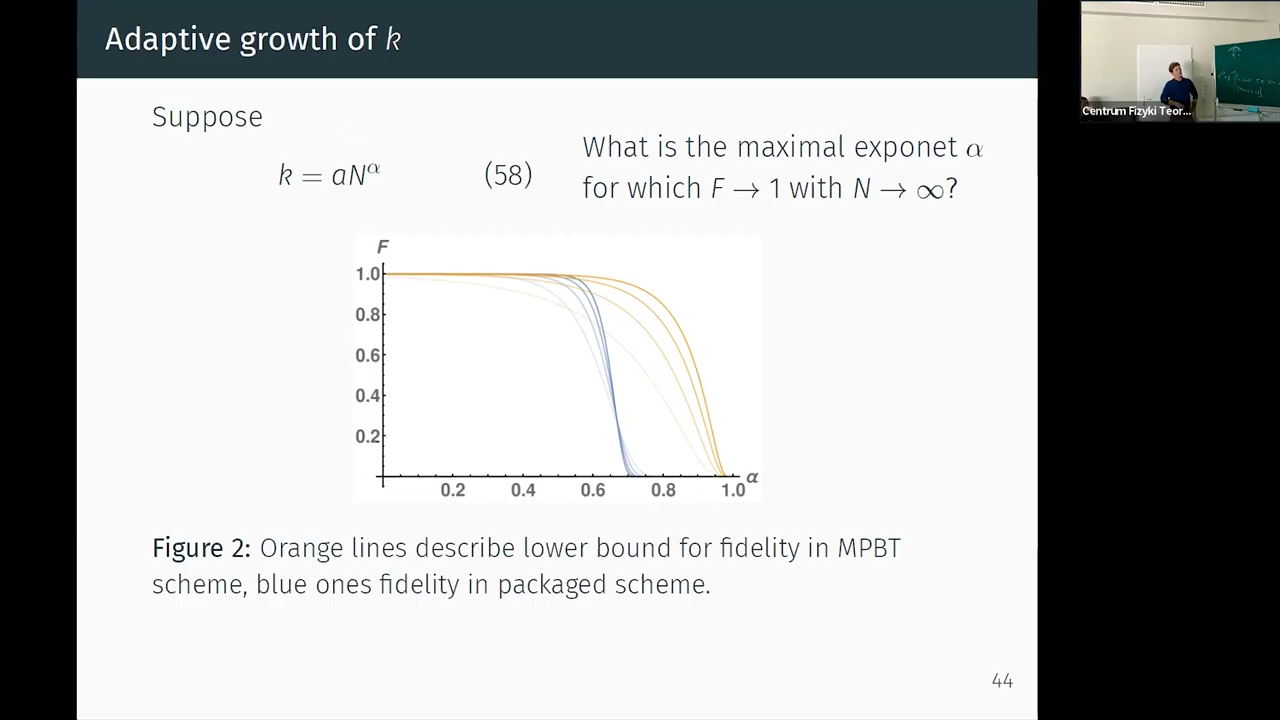 Adaptive growth of k
Suppose
k = aN^α (58)
What is the maximal exponet α
for which F → 1 with N → ∞?
F
1.0
0.8
0.6
0.4
0.2
0.2 0.4 0.6 0.8 1.0 α
Figure 2: Orange lines describe lower bound for fidelity in MPBT
scheme, blue ones fidelity in packaged scheme.
44
Centrum Fizyki Teor...